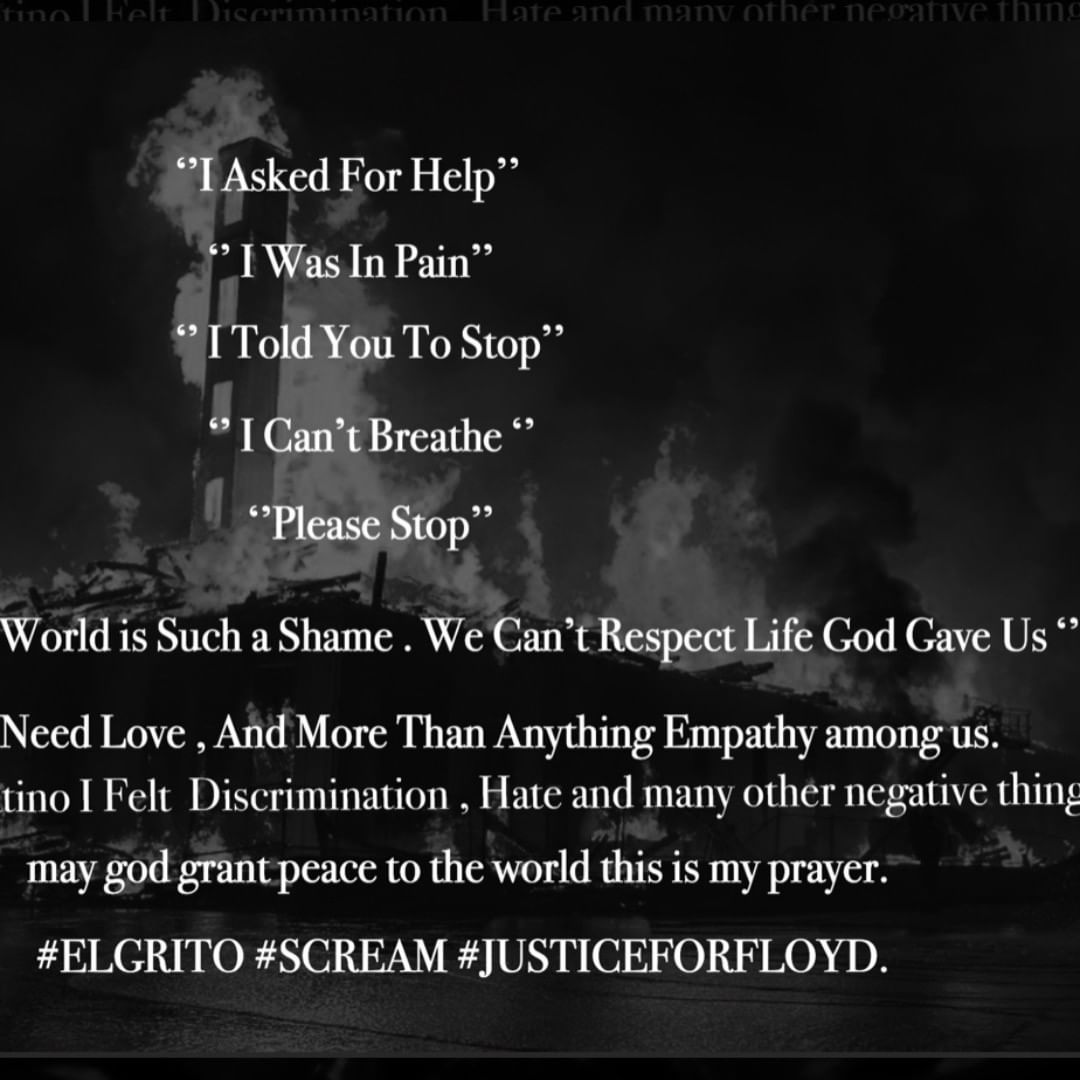 tino I Felt Discrimination , Hate and many other negative thing
‘’I Asked For Help’’
‘’ I Was In Pain’’
‘’ I Told You To Stop’’
‘’ I Can’t Breathe ‘’
‘’Please Stop’’
World is Such a Shame . We Can’t Respect Life God Gave Us ‘’
Need Love , And More Than Anything Empathy among us.
tino I Felt Discrimination , Hate and many other negative thing
may god grant peace to the world this is my prayer.
#ELGRITO #SCREAM #JUSTICEFORFLOYD.